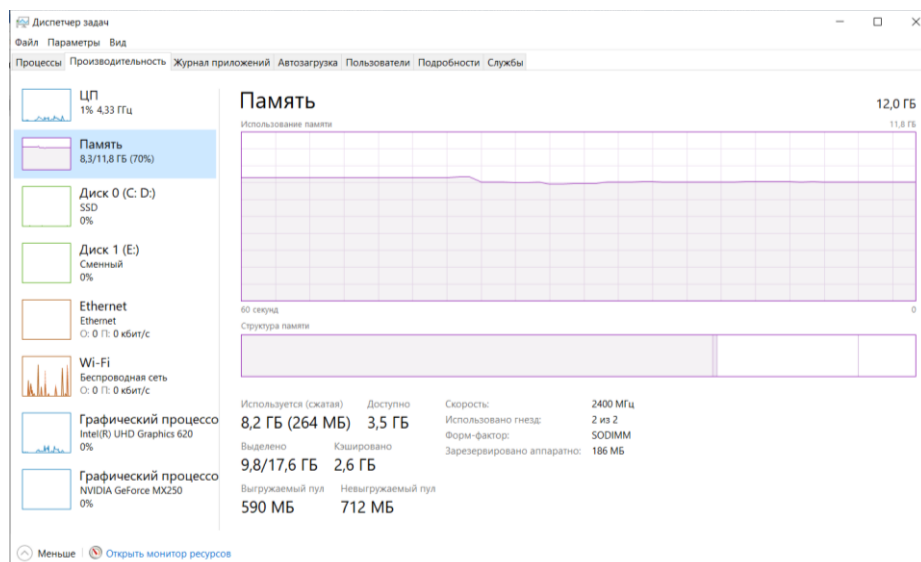 Диспетчер задач
Файл Параметры Вид
Процессы Производительность Журнал приложений Автозагрузка Пользователи Подробности Службы
ЦП
1% 4,33 ГГц
Память
8,3/11,8 ГБ (70%)
Диск 0 (C: D:)
SSD
0%
Диск 1 (E:)
Сменный
0%
Ethernet
Ethernet
О: 0 П: 0 кбит/с
Wi-Fi
Беспроводная сеть
О: 0 П: 0 кбит/с
Графический процессо
Intel(R) UHD Graphics 620
0%
Графический процессо
NVIDIA GeForce MX250
0%
Память 12,0 ГБ
Использование памяти 11,8 ГБ
60 секунд 0
Структура памяти
Используется (сжатая) Доступно
8,2 ГБ (264 МБ) 3,5 ГБ
Выделено Кэшировано
9,8/17,6 ГБ 2,6 ГБ
Выгружаемый пул Невыгружаемый пул
590 МБ 712 МБ
Скорость: 2400 МГц
Использовано гнезд: 2 из 2
Форм-фактор: SODIMM
Зарезервировано аппаратно: 186 МБ
Меньше Открыть монитор ресурсов